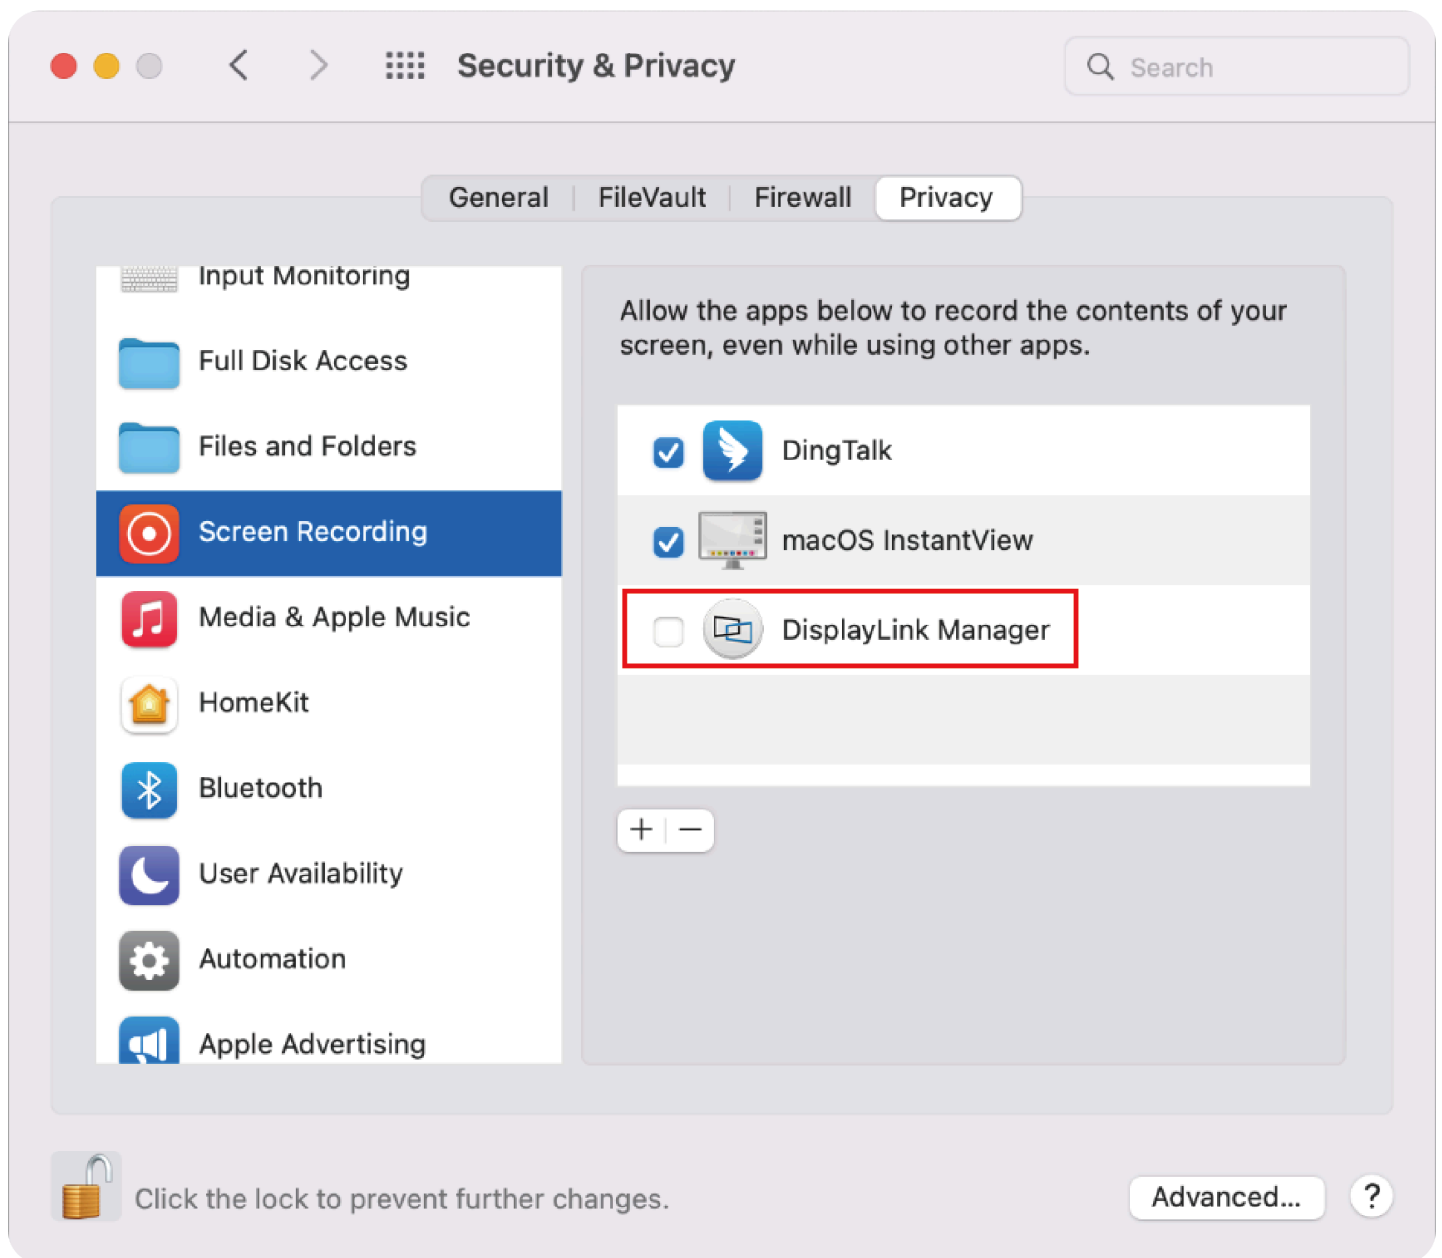 Security & Privacy
Search
General
FileVault
Firewall
Privacy
Input Monitoring
Full Disk Access
Files and Folders
Screen Recording
Media & Apple Music
HomeKit
Bluetooth
User Availability
Automation
Apple Advertising
Allow the apps below to record the contents of your
screen, even while using other apps.
DingTalk
macOS InstantView
DisplayLink Manager
Click the lock to prevent further changes.
Advanced...
?